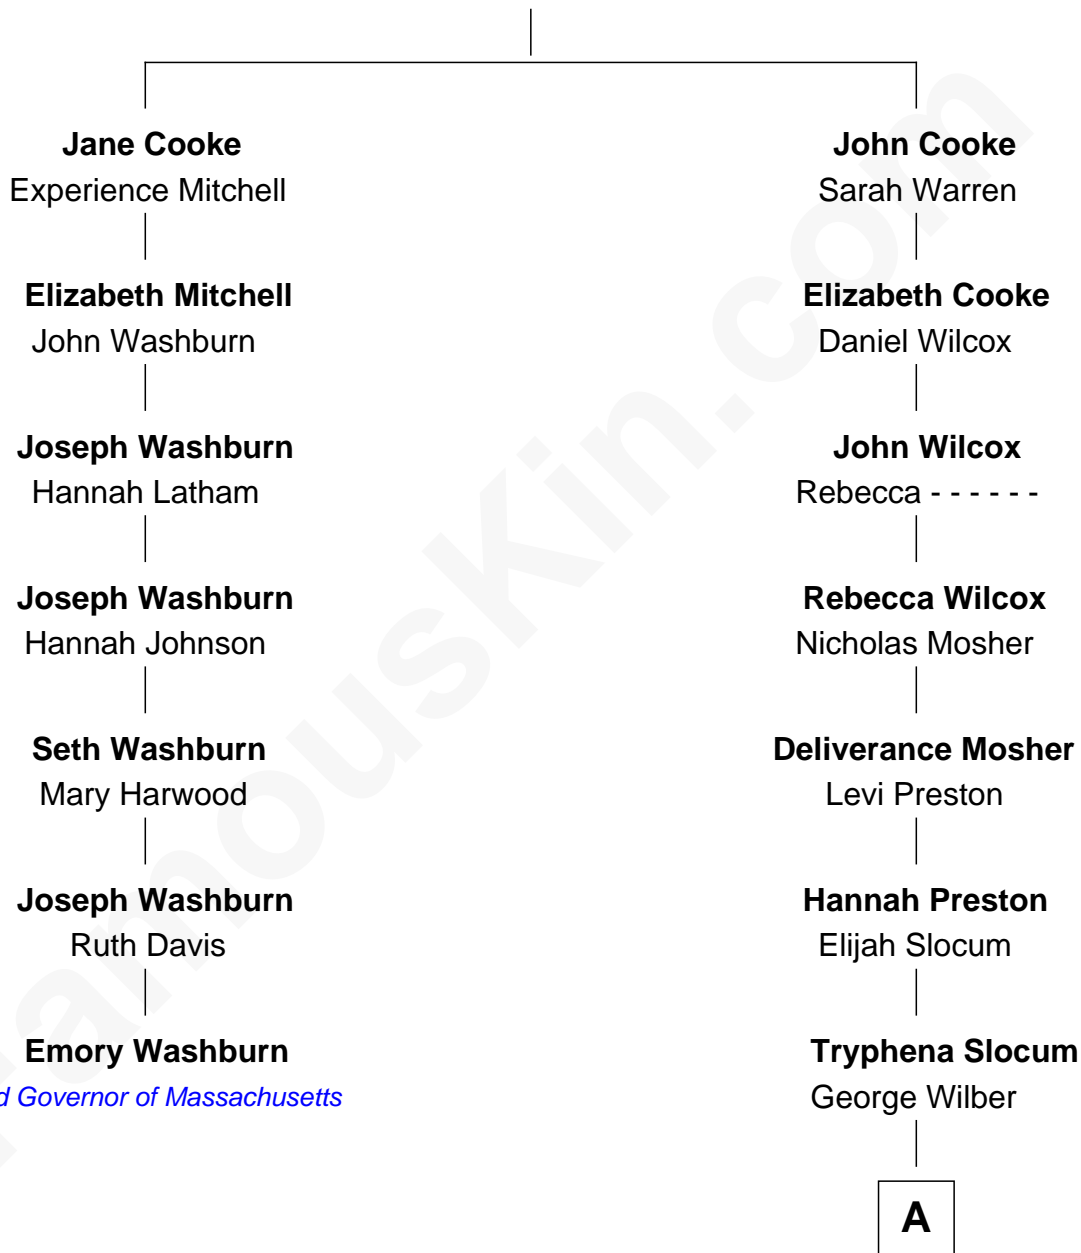 Jane Cooke
Experience Mitchell
John Cooke
Sarah Warren
Elizabeth Mitchell
John Washburn
Elizabeth Cooke
Daniel Wilcox
Joseph Washburn
Hannah Latham
John Wilcox
Rebecca - - - - - -
Joseph Washburn
Hannah Johnson
Rebecca Wilcox
Nicholas Mosher
Seth Washburn
Mary Harwood
Deliverance Mosher
Levi Preston
Joseph Washburn
Ruth Davis
Hannah Preston
Elijah Slocum
Emory Washburn
d Governor of Massachusetts
Tryphena Slocum
George Wilber
A
FamousKin.com